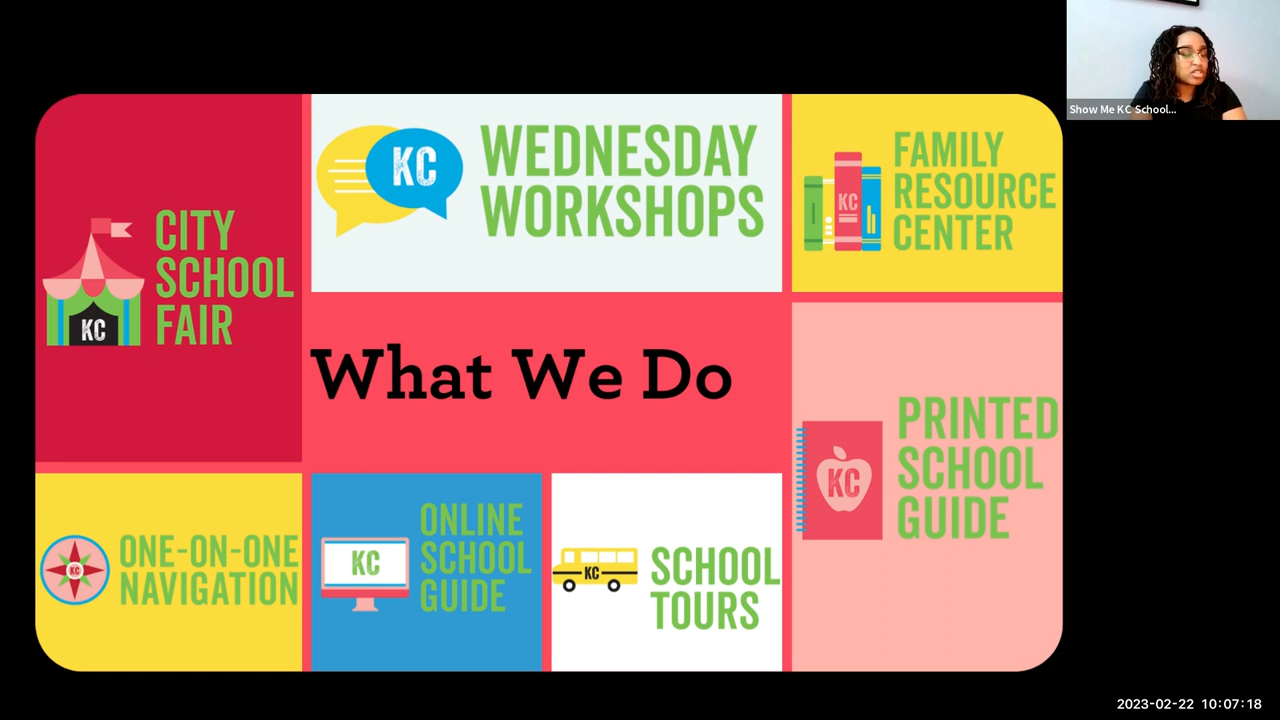 CITY
SCHOOL
FAIR
KC
KC
WEDNESDAY
WORKSHOPS
KC
FAMILY
RESOURCE
CENTER
What We Do
KC
PRINTED
SCHOOL
GUIDE
KC
ONE-ON-ONE
NAVIGATION
KC
ONLINE
SCHOOL
GUIDE
KC
SCHOOL
TOURS
Show Me KC School...
2023-02-22 10:07:18